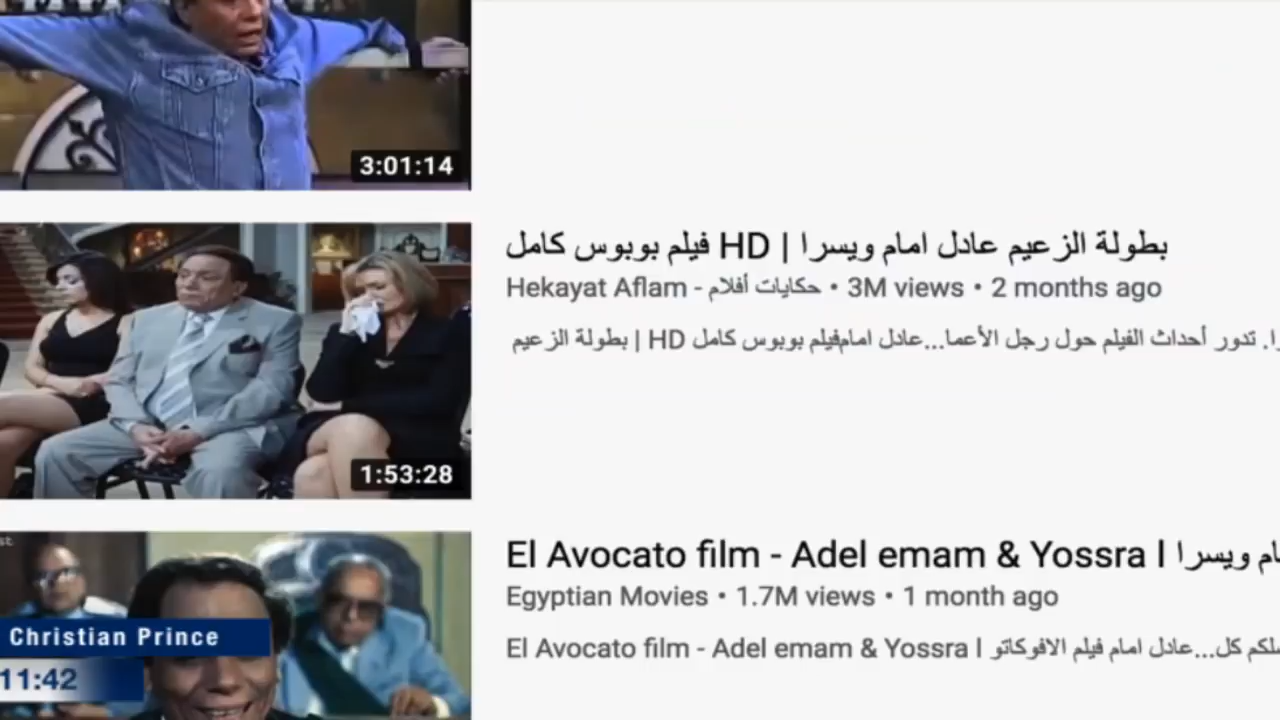 3:01:14
بطولة الزعيم عادل امام ويسرا | HD فيلم بوبوس كامل
Hekayat Aflam - حكايات أفلام • 3M views • 2 months ago
را. تدور أحداث الفيلم حول رجل الأعما...عادل امامفيلم بوبوس كامل HD | بطولة الزعيم
1:53:28
El Avocato film - Adel emam & Yossra l ام ويسرا
Egyptian Movies • 1.7M views • 1 month ago
El Avocato film - Adel emam & Yossra l سلكم كل...عادل امام فيلم الافوكاتو
Christian Prince
11:42